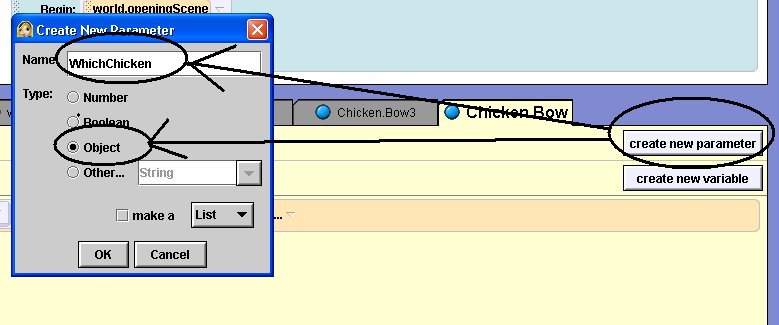 Begin: world.openingScene
Create New Parameter
Name: WhichChicken
Type: Number
Boolean
Object
Other... String
make a List
OK Cancel
Chicken.Bow3 Chicken.Bow
create new parameter
create new variable
...